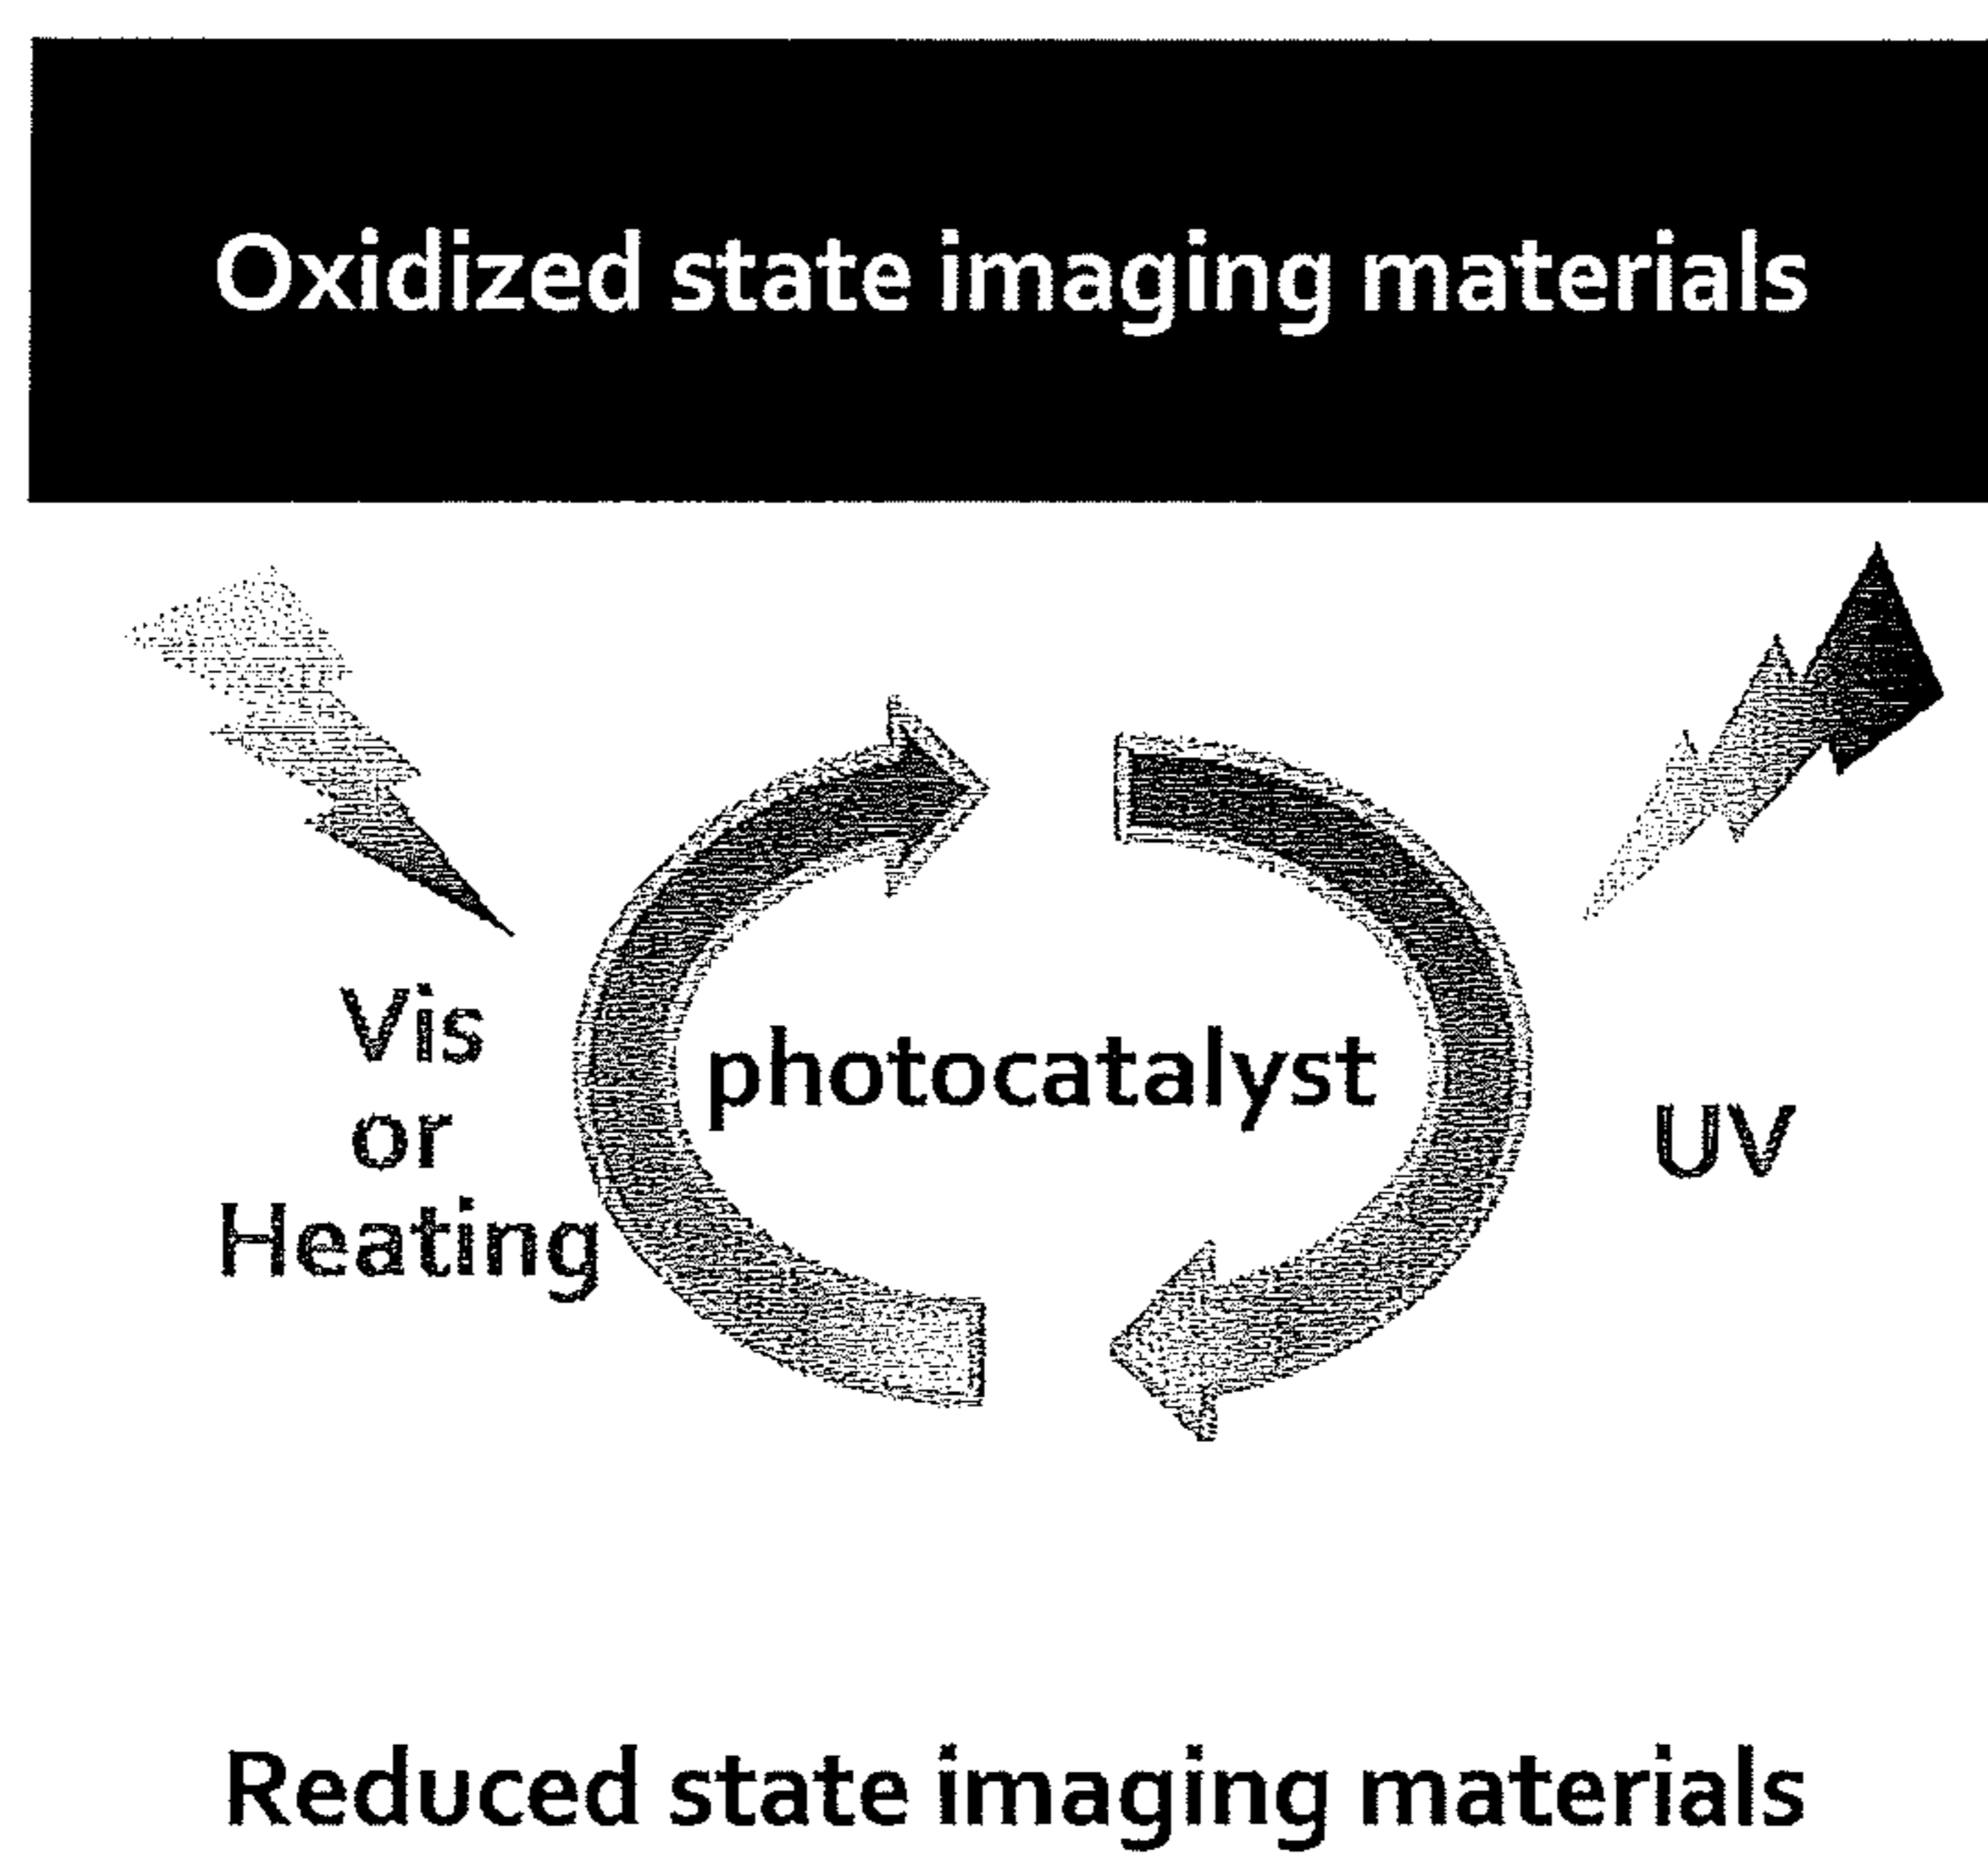 Oxidized state imaging materials
Vis
or
Heating
photocatalyst
UV
Reduced state imaging materials